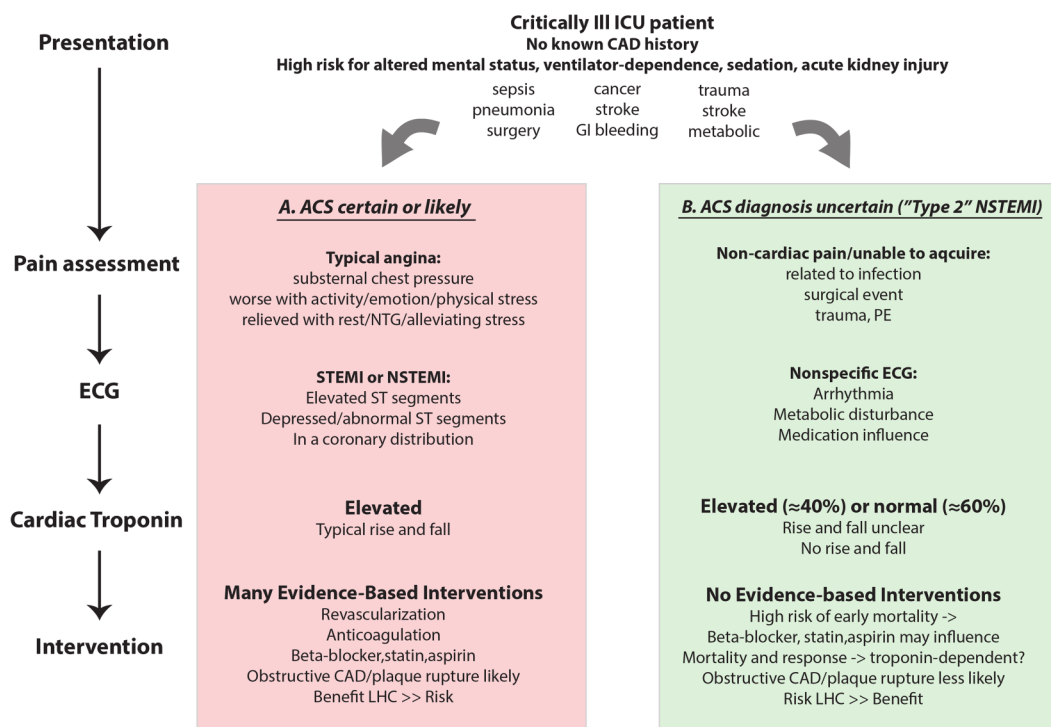 Presentation
Critically Ill ICU patient
No known CAD history
High risk for altered mental status, ventilator-dependence, sedation, acute kidney injury
sepsis cancer trauma
pneumonia stroke stroke
surgery GI bleeding metabolic
A. ACS certain or likely
B. ACS diagnosis uncertain ("Type 2" NSTEMI)
Pain assessment
Typical angina:
substernal chest pressure
worse with activity/emotion/physical stress
relieved with rest/NTG/alleviating stress
Non-cardiac pain/unable to aqcuire:
related to infection
surgical event
trauma, PE
ECG
STEMI or NSTEMI:
Elevated ST segments
Depressed/abnormal ST segments
In a coronary distribution
Nonspecific ECG:
Arrhythmia
Metabolic disturbance
Medication influence
Cardiac Troponin
Elevated
Typical rise and fall
Elevated (≈40%) or normal (≈60%)
Rise and fall unclear
No rise and fall
Intervention
Many Evidence-Based Interventions
Revascularization
Anticoagulation
Beta-blocker,statin,aspirin
Obstructive CAD/plaque rupture likely
Benefit LHC >> Risk
No Evidence-based Interventions
High risk of early mortality ->
Beta-blocker, statin,aspirin may influence
Mortality and response -> troponin-dependent?
Obstructive CAD/plaque rupture less likely
Risk LHC >> Benefit